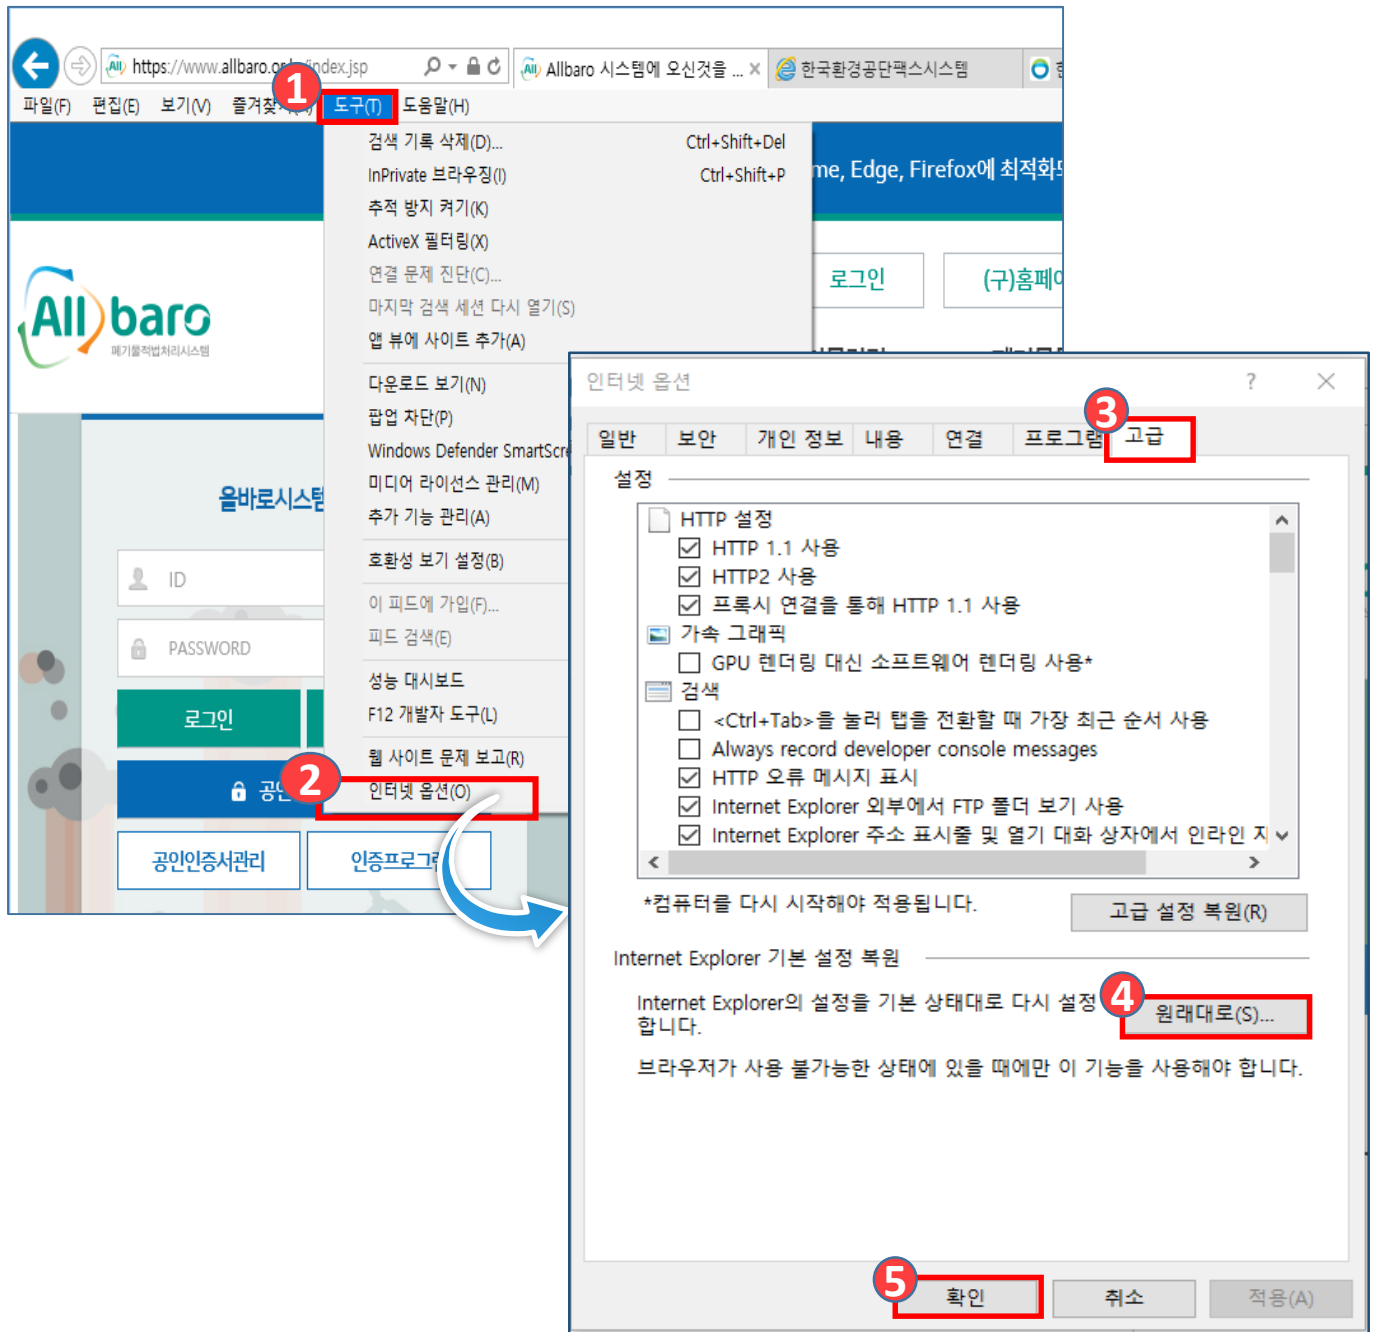 https://www.allbaro.or.kr/index.jsp
Allbaro 시스템에 오신것을 ...
한국환경공단팩스시스템
1
파일(F) 편집(E) 보기(V) 즐겨찾기(A) 도구(T) 도움말(H)
검색 기록 삭제(D)... Ctrl+Shift+Del
InPrivate 브라우징(I) Ctrl+Shift+P
추적 방지 켜기(K)
ActiveX 필터링(X)
연결 문제 진단(C)...
마지막 검색 세션 다시 열기(S)
앱 뷰에 사이트 추가(A)
다운로드 보기(N)
팝업 차단(P)
Windows Defender SmartScre
미디어 라이선스 관리(M)
추가 기능 관리(A)
호환성 보기 설정(B)
이 피드에 가입(F)...
피드 검색(E)
성능 대시보드
F12 개발자 도구(L)
웹 사이트 문제 보고(R)
2
인터넷 옵션(O)
me, Edge, Firefox에 최적화
로그인
(구)홈페
Allbaro
폐기물적법처리시스템
올바로시스템
ID
PASSWORD
로그인
공인
공인인증서관리
인증프로그
인터넷 옵션
3
일반 보안 개인 정보 내용 연결 프로그램 고급
설정
HTTP 설정
HTTP 1.1 사용
HTTP2 사용
프록시 연결을 통해 HTTP 1.1 사용
가속 그래픽
GPU 렌더링 대신 소프트웨어 렌더링 사용*
검색
<Ctrl+Tab>을 눌러 탭을 전환할 때 가장 최근 순서 사용
Always record developer console messages
HTTP 오류 메시지 표시
Internet Explorer 외부에서 FTP 폴더 보기 사용
Internet Explorer 주소 표시줄 및 열기 대화 상자에서 인라인 자
*컴퓨터를 다시 시작해야 적용됩니다.
고급 설정 복원(R)
Internet Explorer 기본 설정 복원
Internet Explorer의 설정을 기본 상태대로 다시 설정
합니다.
4
원래대로(S)...
브라우저가 사용 불가능한 상태에 있을 때에만 이 기능을 사용해야 합니다.
5
확인 취소 적용(A)